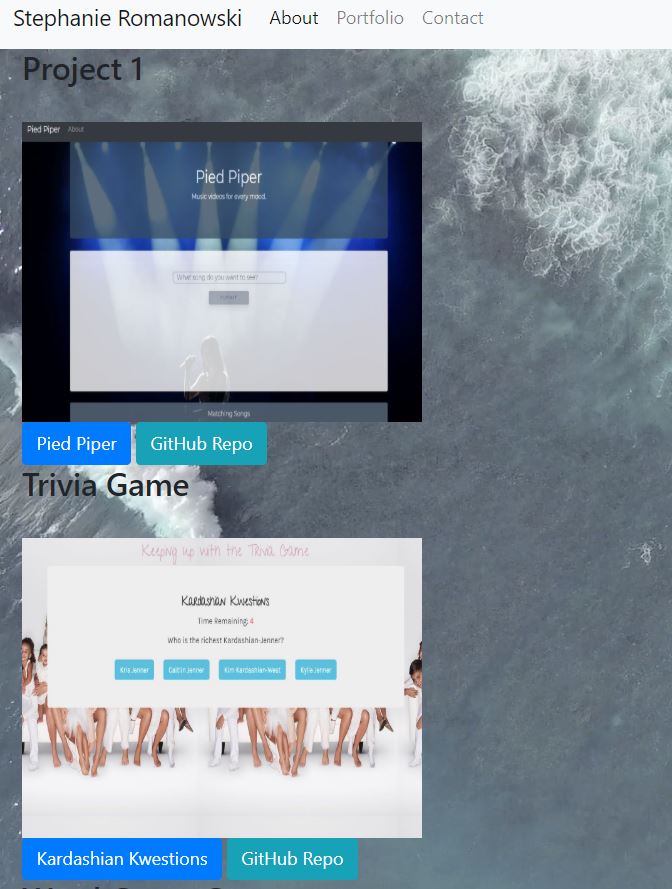 Stephanie Romanowski About Portfolio Contact
Project 1
Pied Piper About
Pied Piper
Music videos for every mood.
What song do you want to see?
Matching Songs
Pied Piper GitHub Repo
Trivia Game
Keeping up with the Trivia Game
Kardashian Kwestions
Time Remaining: 4
Who is the richest Kardashian-Jenner?
Kris Jenner Caitlin Jenner Kim Kardashian-West Kylie Jenner
Kardashian Kwestions GitHub Repo